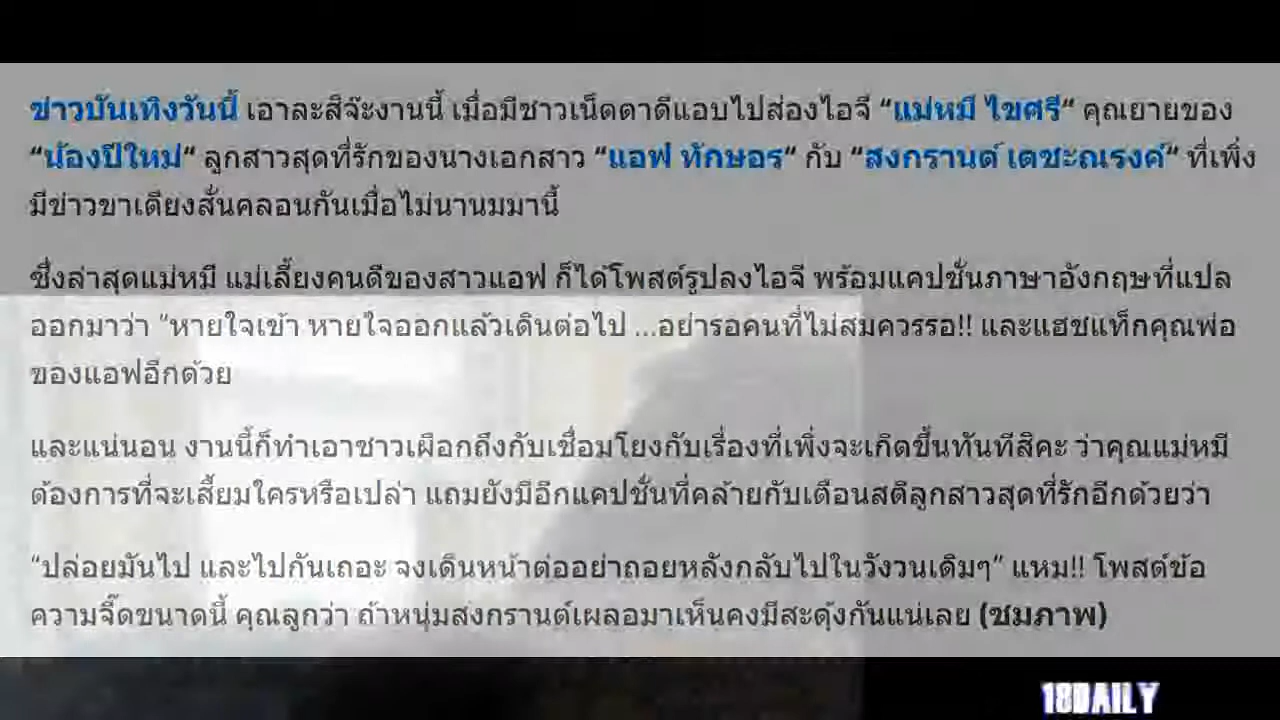 ข่าวบันเทิงวันนี้ เอาละสิจ๊ะงานนี้ เมื่อมีชาวเน็ตตาดีแอบไปส่องไอจี “แม่หมี ไขศรี“ คุณยายของ
“น้องปีใหม่“ ลูกสาวสุดที่รักของนางเอกสาว “แอฟ ทักษอร“ กับ “สงกรานต์ เตชะณรงค์“ ที่เพิ่ง
มีข่าวขาเตียงสั่นคลอนกันเมื่อไม่นานมมานี้
ซึ่งล่าสุดแม่หมี แม่เลี้ยงคนดีของสาวแอฟ ก็ได้โพสต์รูปลงไอจี พร้อมแคปชั่นภาษาอังกฤษที่แปล
ออกมาว่า “หายใจเข้า หายใจออกแล้วเดินต่อไป ...อย่ารอคนที่ไม่สมควรรอ!! และแฮชแท็กคุณพ่อ
ของแอฟอีกด้วย
และแน่นอน งานนี้ก็ทำเอาชาวเผือกถึงกับเชื่อมโยงกับเรื่องที่เพิ่งจะเกิดขึ้นทันทีสิคะ ว่าคุณแม่หมี
ต้องการที่จะเสี้ยมใครหรือเปล่า แถมยังมีอีกแคปชั่นที่คล้ายกับเตือนสติลูกสาวสุดที่รักอีกด้วยว่า
“ปล่อยมันไป และไปกันเถอะ จงเดินหน้าต่ออย่าถอยหลังกลับไปในวังวนเดิมๆ” แหม!! โพสต์ข้อ
ความจี๊ดขนาดนี้ คุณลูกว่า ถ้าหนุ่มสงกรานต์เผลอมาเห็นคงมีสะดุ้งกันแน่เลย (ชมภาพ)
18DAILY